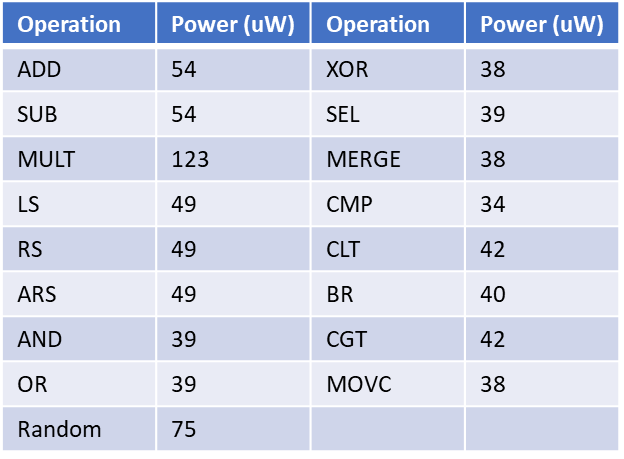 Operation Power (uW) Operation Power (uW)
ADD 54 XOR 38
SUB 54 SEL 39
MULT 123 MERGE 38
LS 49 CMP 34
RS 49 CLT 42
ARS 49 BR 40
AND 39 CGT 42
OR 39 MOVC 38
Random 75